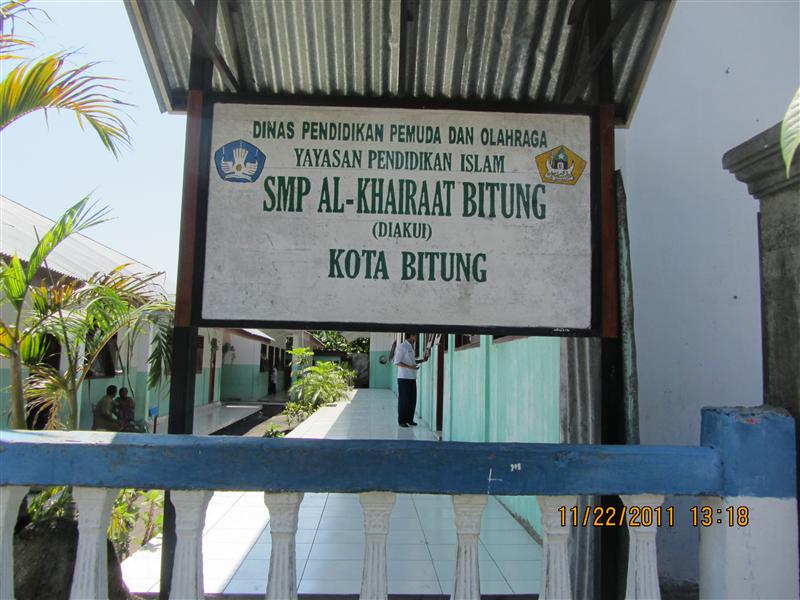 DINAS PENDIDIKAN PEMUDA DAN OLAHRAGA
YAYASAN PENDIDIKAN ISLAM
SMP AL-KHAIRAAT BITUNG
(DIAKUI)
KOTA BITUNG
11/22/2011 13:18